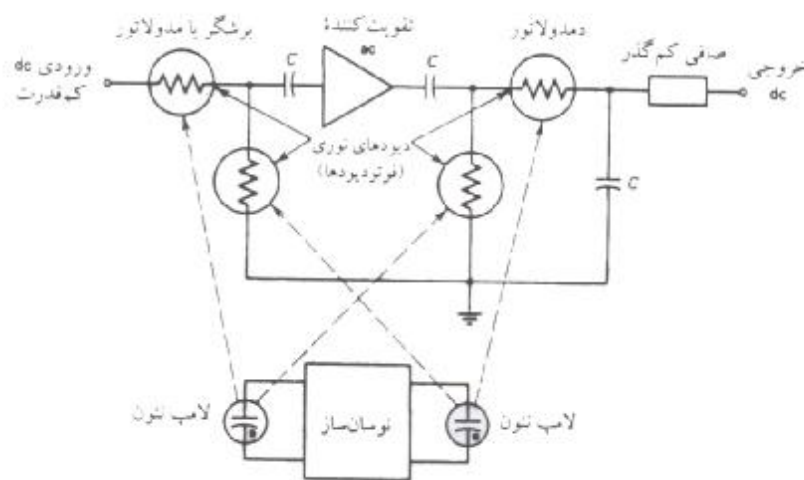 برشگر یا مدولاتور
تقویت‌کنندهٔ
ac
دمدولاتور
صافی کم‌گذر
خروجی
dc
ورودی dc
کم‌قدرت
C
C
C
دیودهای نوری
(فوتودیودها)
لامپ نئون
نوسان‌ساز
لامپ نئون